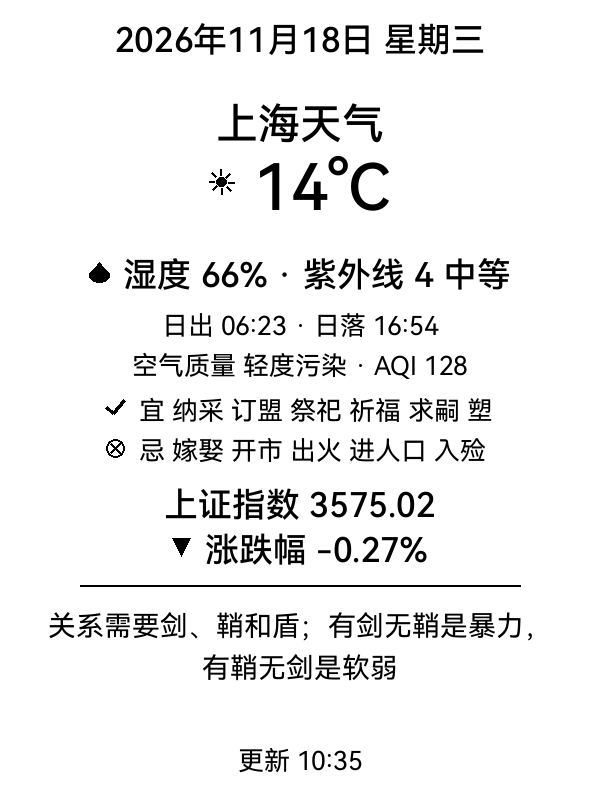 2026年11月18日 星期三
上海天气
14°C
湿度 66% · 紫外线 4 中等
日出 06:23 · 日落 16:54
空气质量 轻度污染 · AQI 128
宜 纳采 订盟 祭祀 祈福 求嗣 塑
忌 嫁娶 开市 出火 进人口 入殓
上证指数 3575.02
▼ 涨跌幅 -0.27%
关系需要剑、鞘和盾；有剑无鞘是暴力，
有鞘无剑是软弱
更新 10:35